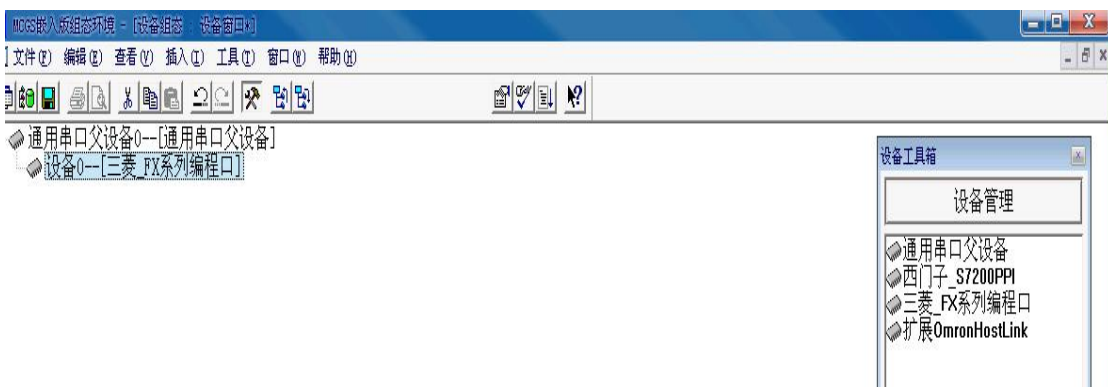 MCGS嵌入版组态环境 - [设备组态 : 设备窗口*]
文件(F) 编辑(E) 查看(V) 插入(I) 工具(T) 窗口(W) 帮助(H)
通用串口父设备0--[通用串口父设备]
设备0--[三菱_FX系列编程口]
设备工具箱
设备管理
通用串口父设备
西门子_S7200PPI
三菱_FX系列编程口
扩展OmronHostLink